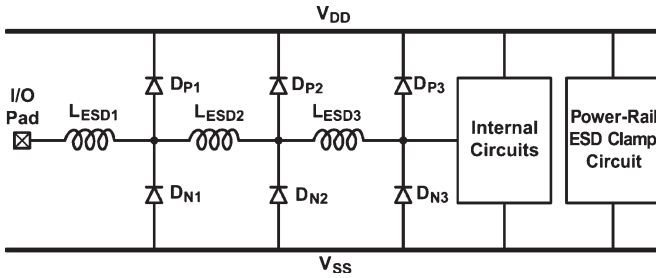 VDD
I/O
Pad
LESD1
DP1
LESD2
DP2
LESD3
DP3
Internal
Circuits
Power-Rail
ESD Clamp
Circuit
DN1
DN2
DN3
VSS